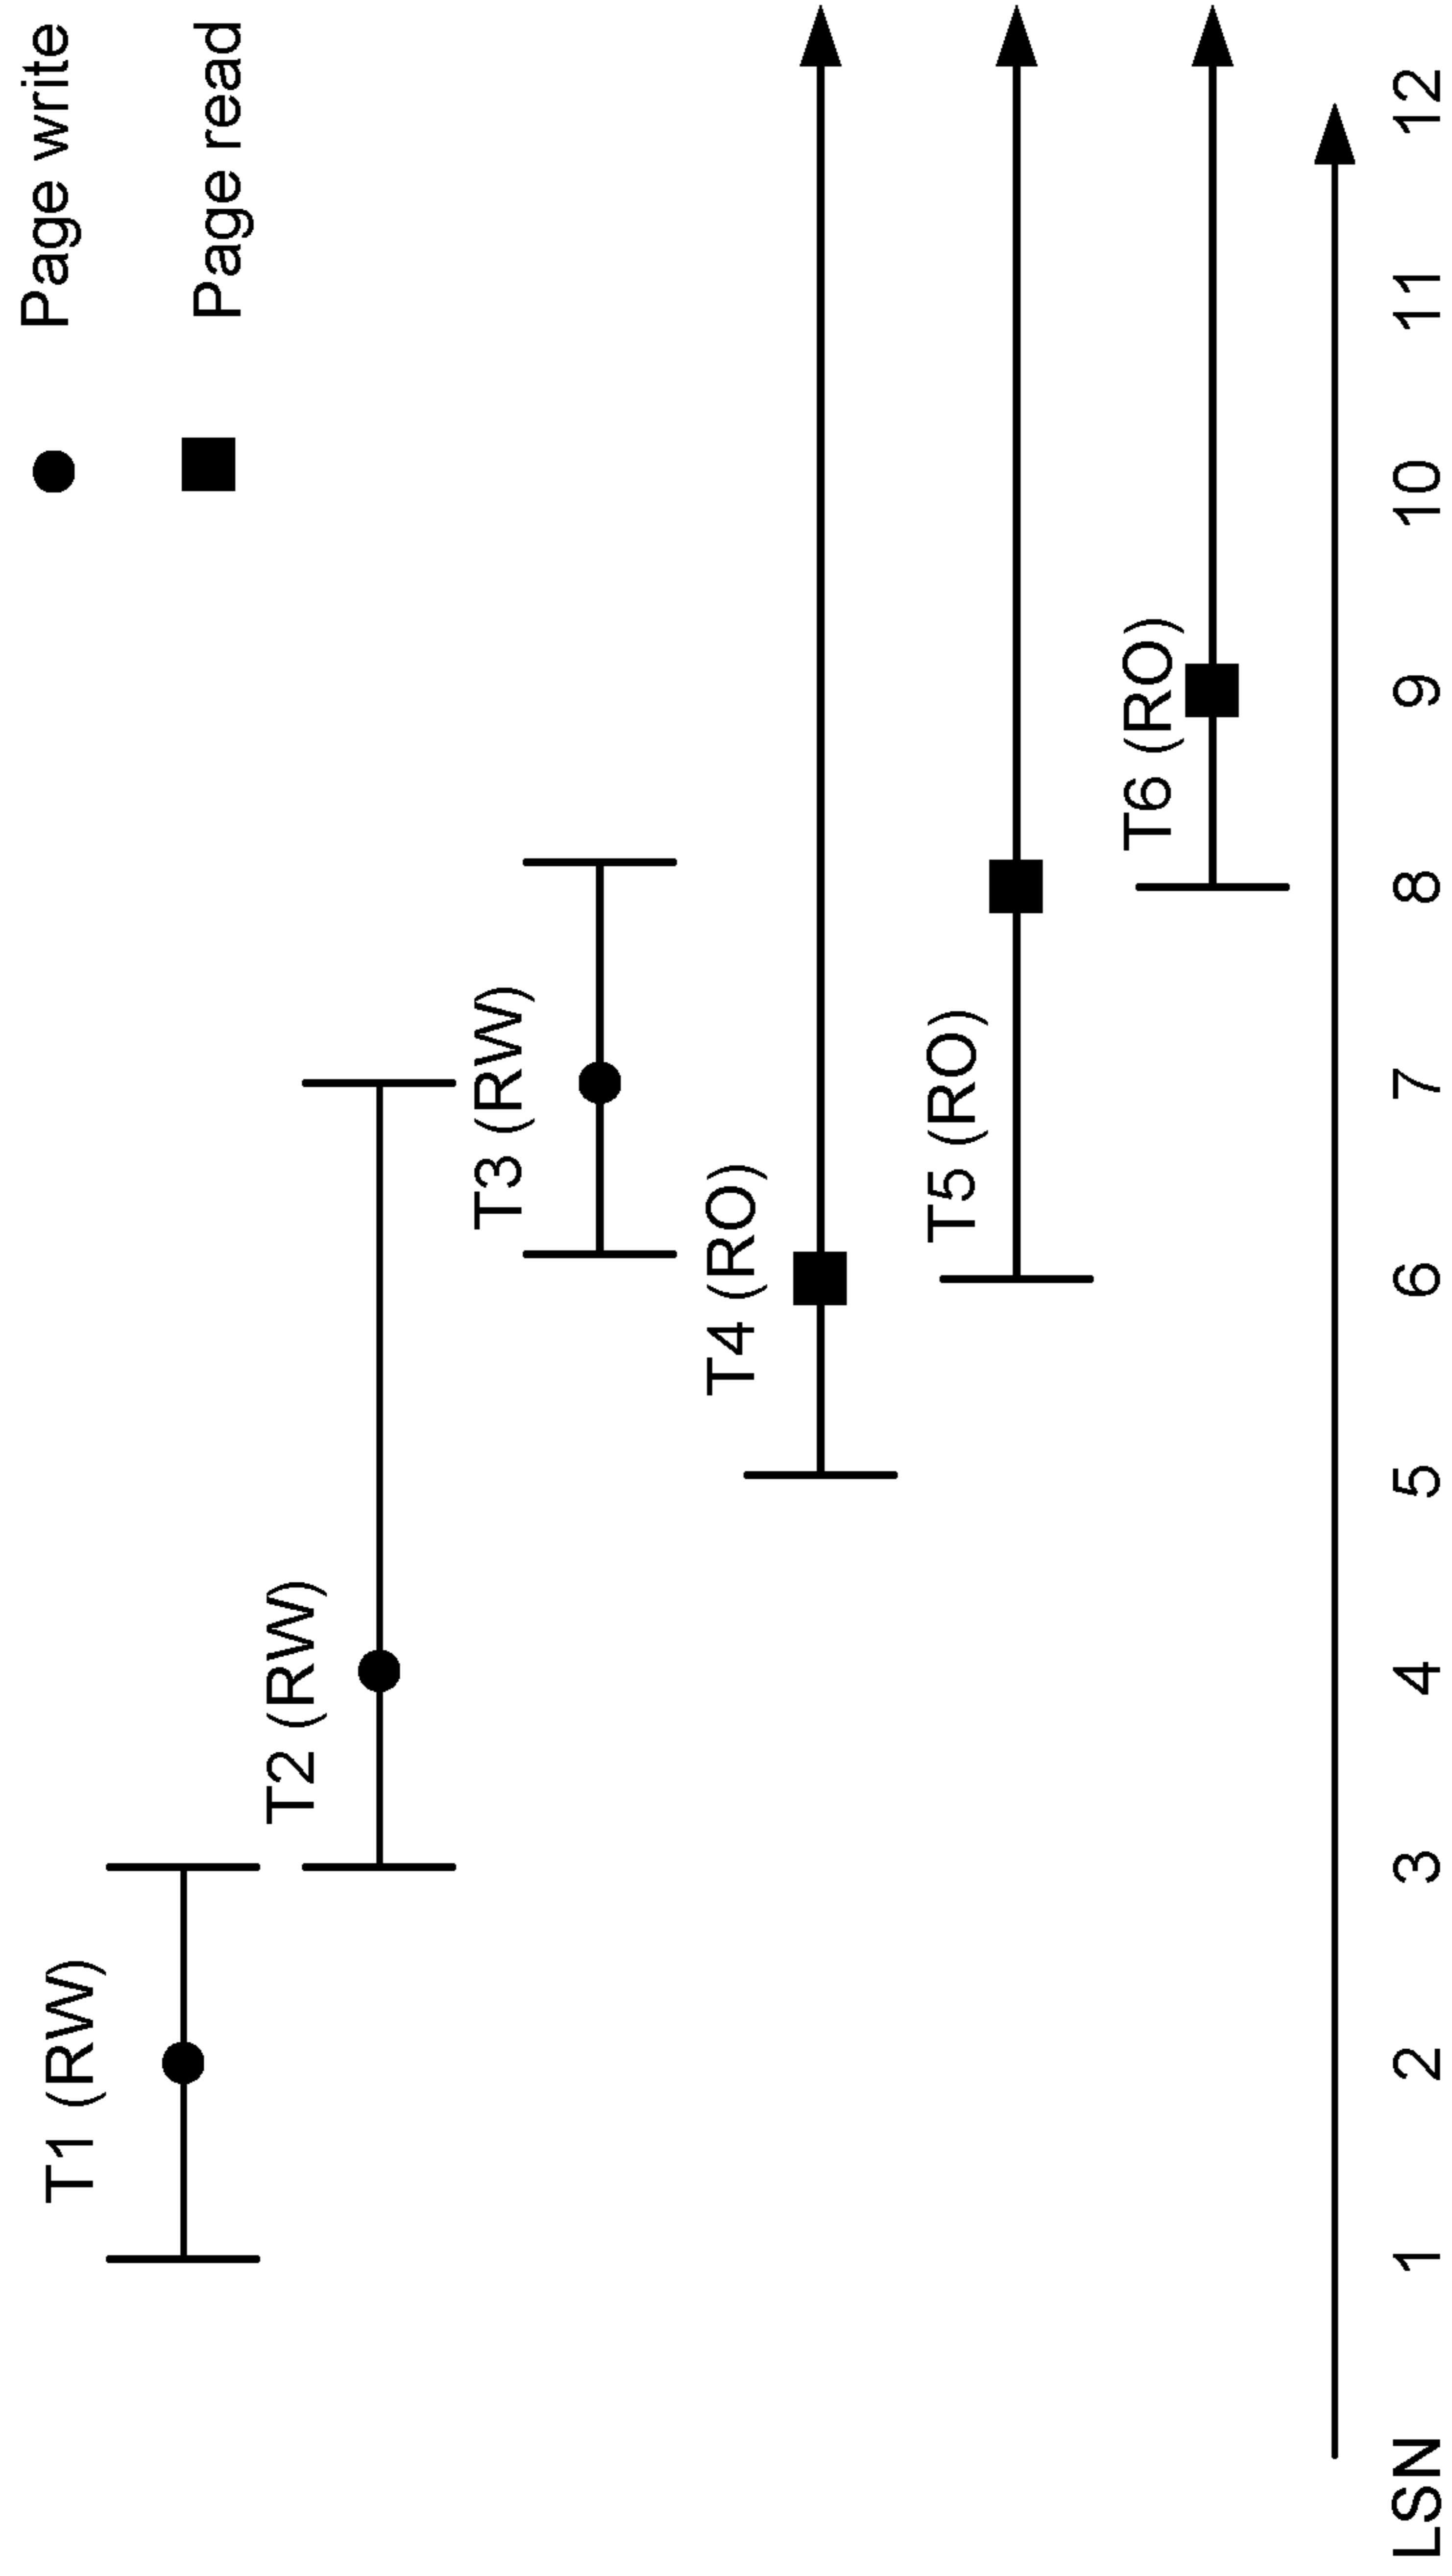 Page write
Page read
T1 (RW)
T2 (RW)
T3 (RW)
T4 (RO)
T5 (RO)
T6 (RO)
LSN 1 2 3 4 5 6 7 8 9 10 11 12